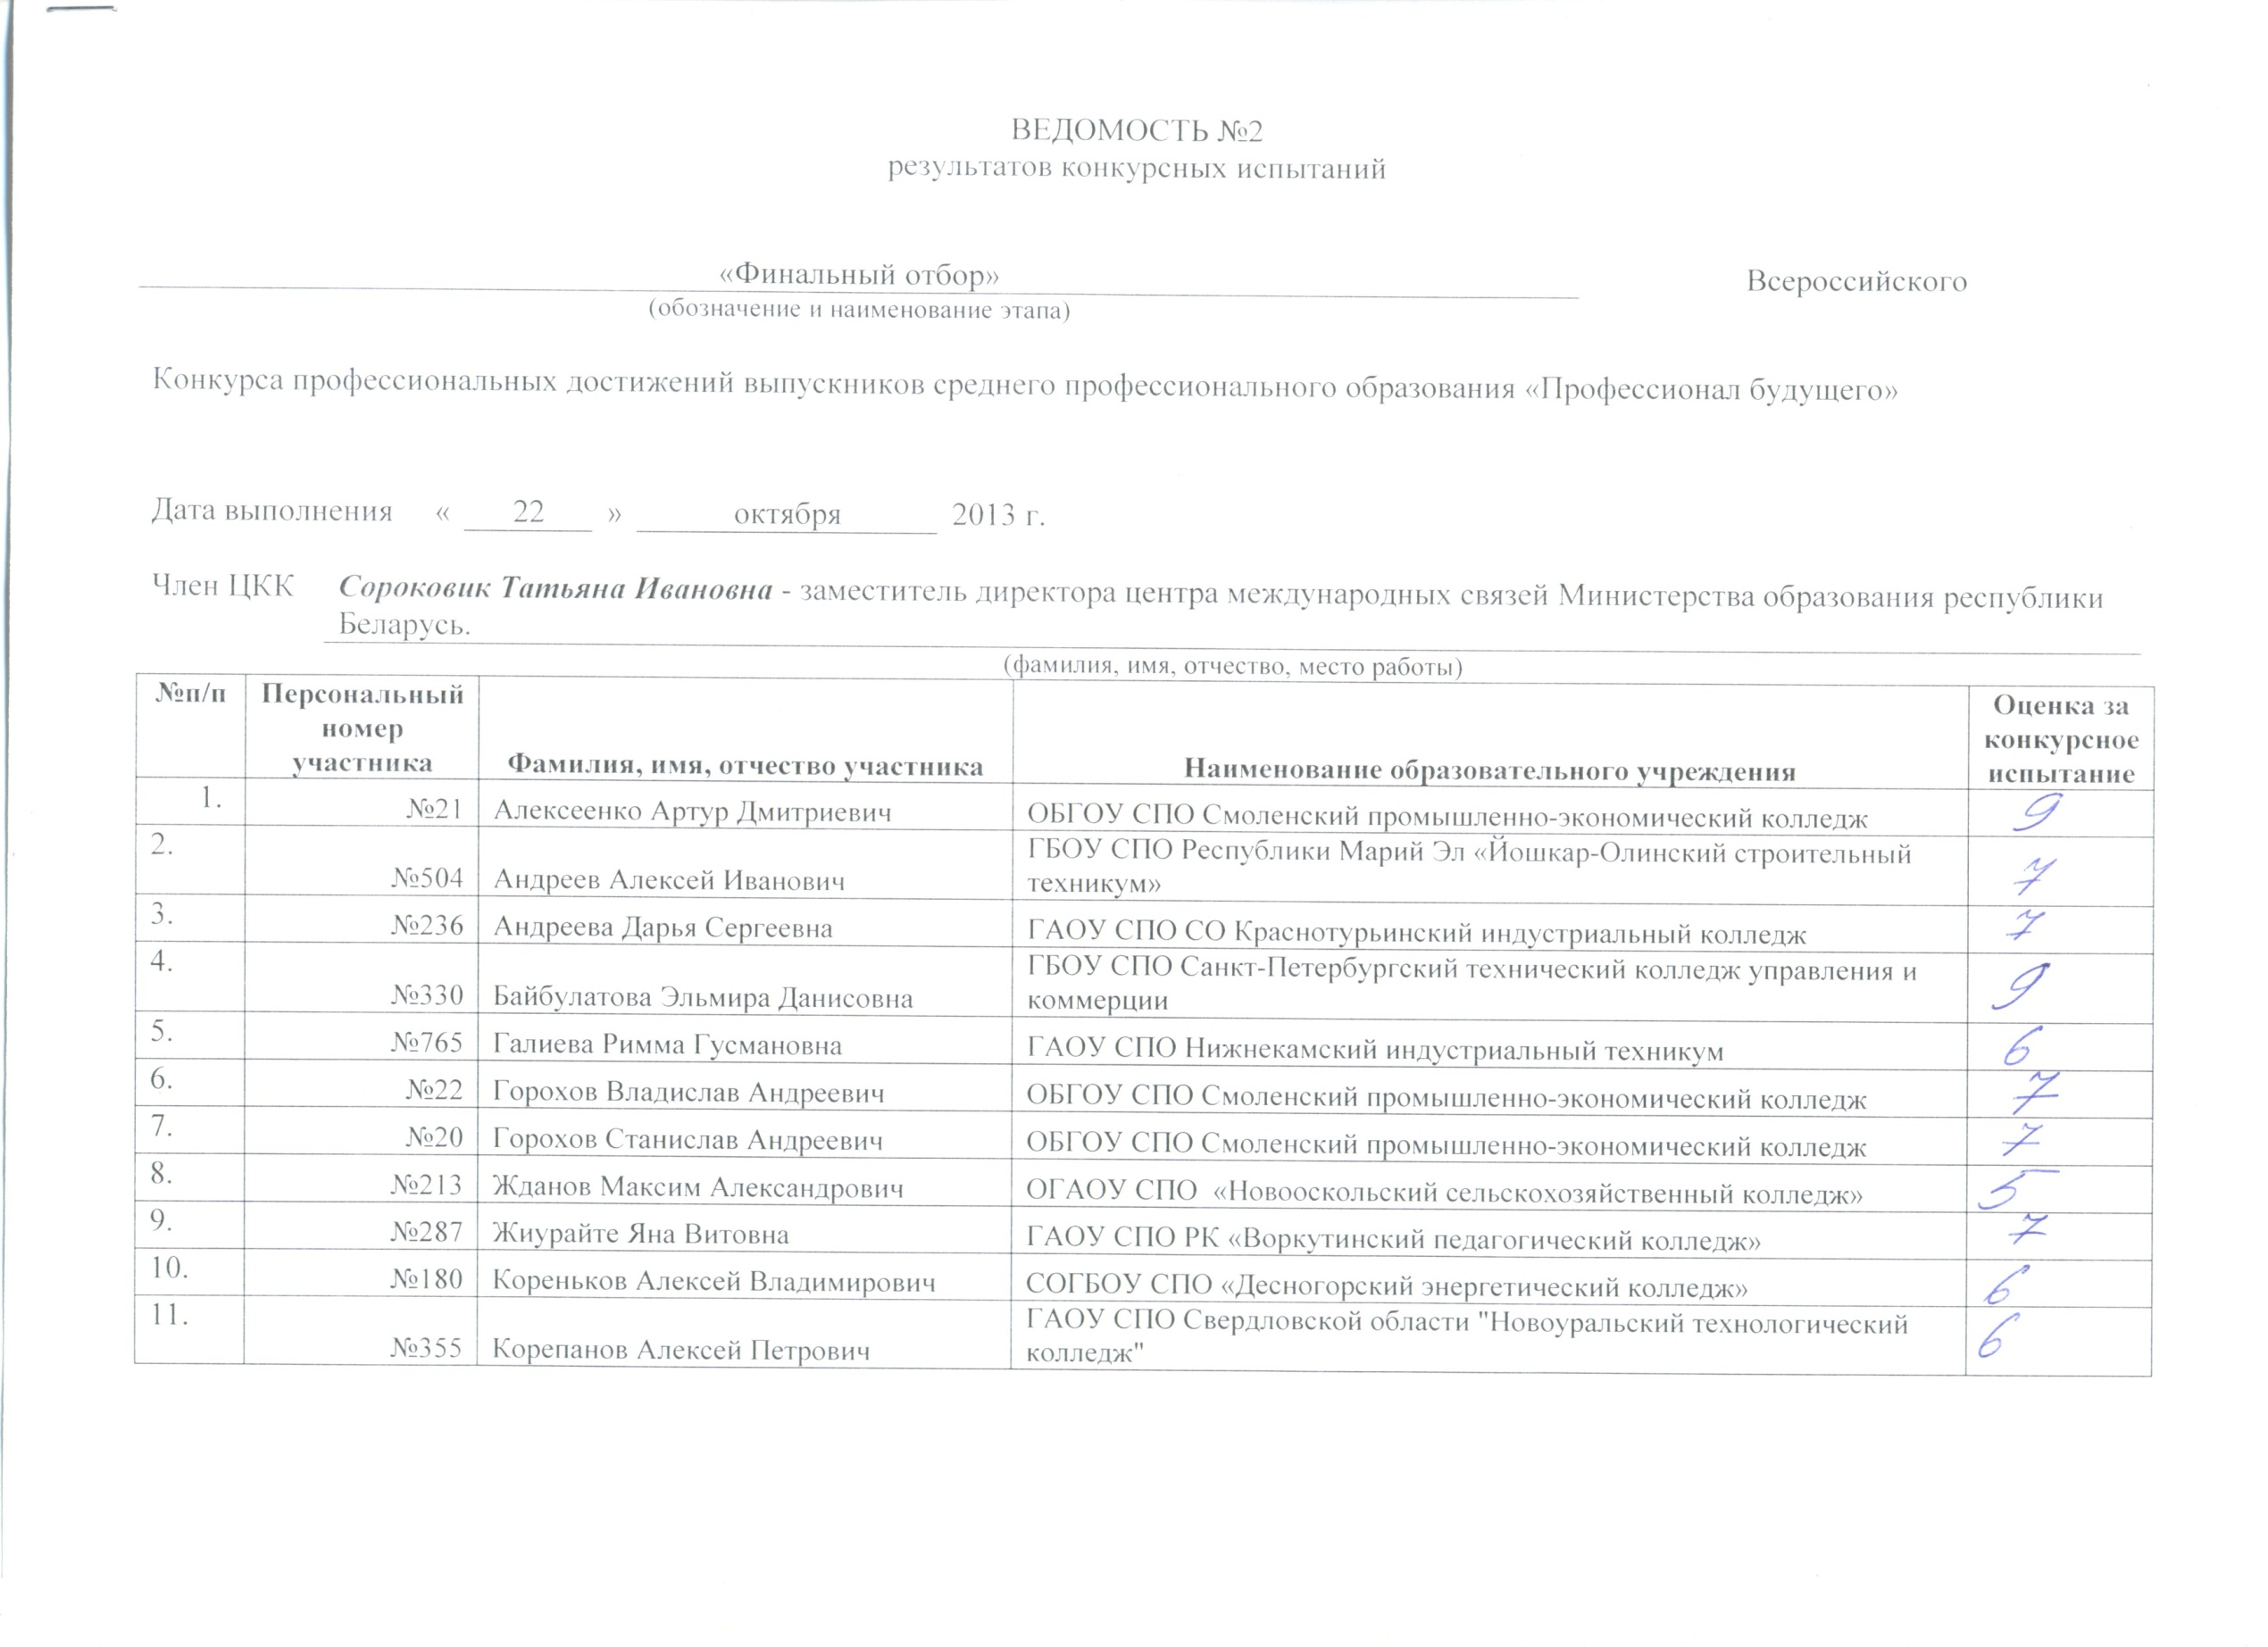 ВЕДОМОСТЬ №2
результатов конкурсных испытаний
«Финальный отбор» Всероссийского
(обозначение и наименование этапа)
Конкурса профессиональных достижений выпускников среднего профессионального образования «Профессионал будущего»
Дата выполнения « 22 » октября 2013 г.
Член ЦКК Сороковик Татьяна Ивановна - заместитель директора центра международных связей Министерства образования республики
Беларусь.
(фамилия, имя, отчество, место работы)
№п/п Персональный номер участника Фамилия, имя, отчество участника Наименование образовательного учреждения Оценка за конкурсное испытание
1. №21 Алексеенко Артур Дмитриевич ОБГОУ СПО Смоленский промышленно-экономический колледж 9
2. №504 Андреев Алексей Иванович ГБОУ СПО Республики Марий Эл «Йошкар-Олинский строительный
техникум» 7
3. №236 Андреева Дарья Сергеевна ГАОУ СПО СО Краснотурьинский индустриальный колледж 7
4. №330 Байбулатова Эльмира Данисовна ГБОУ СПО Санкт-Петербургский технический колледж управления и
коммерции 9
5. №765 Галиева Римма Гусмановна ГАОУ СПО Нижнекамский индустриальный техникум 6
6. №22 Горохов Владислав Андреевич ОБГОУ СПО Смоленский промышленно-экономический колледж 7
7. №20 Горохов Станислав Андреевич ОБГОУ СПО Смоленский промышленно-экономический колледж 7
8. №213 Жданов Максим Александрович ОГАОУ СПО «Новооскольский сельскохозяйственный колледж» 5
9. №287 Жиурайте Яна Витовна ГАОУ СПО РК «Воркутинский педагогический колледж» 7
10. №180 Кореньков Алексей Владимирович СОГБОУ СПО «Десногорский энергетический колледж» 6
11. №355 Корепанов Алексей Петрович ГАОУ СПО Свердловской области "Новоуральский технологический
колледж" 6